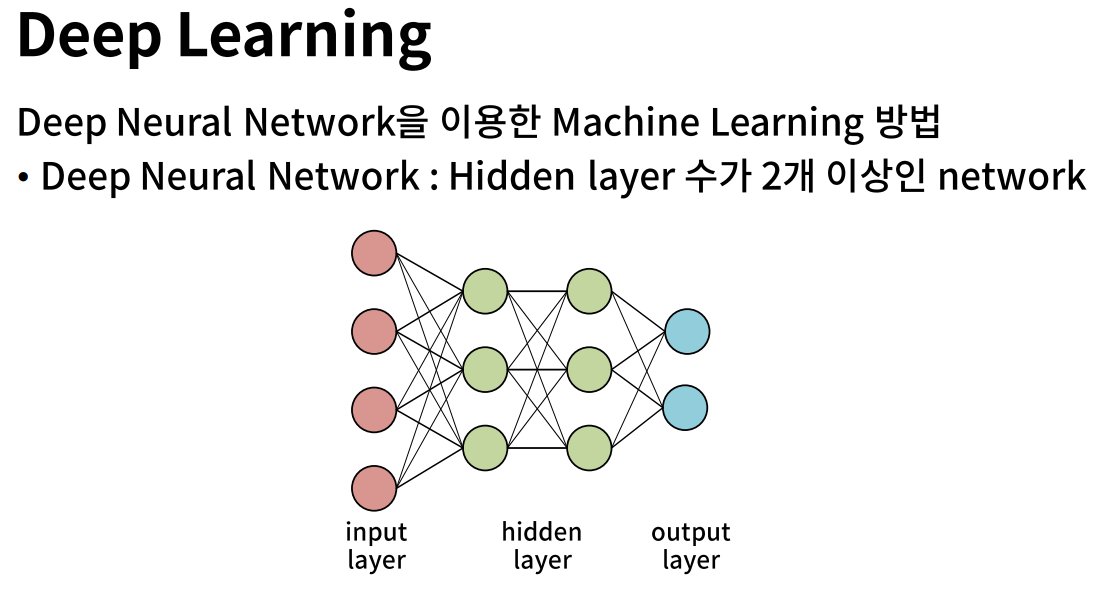 Deep Learning
Deep Neural Network을 이용한 Machine Learning 방법
• Deep Neural Network : Hidden layer 수가 2개 이상인 network
input
layer
hidden
layer
output
layer